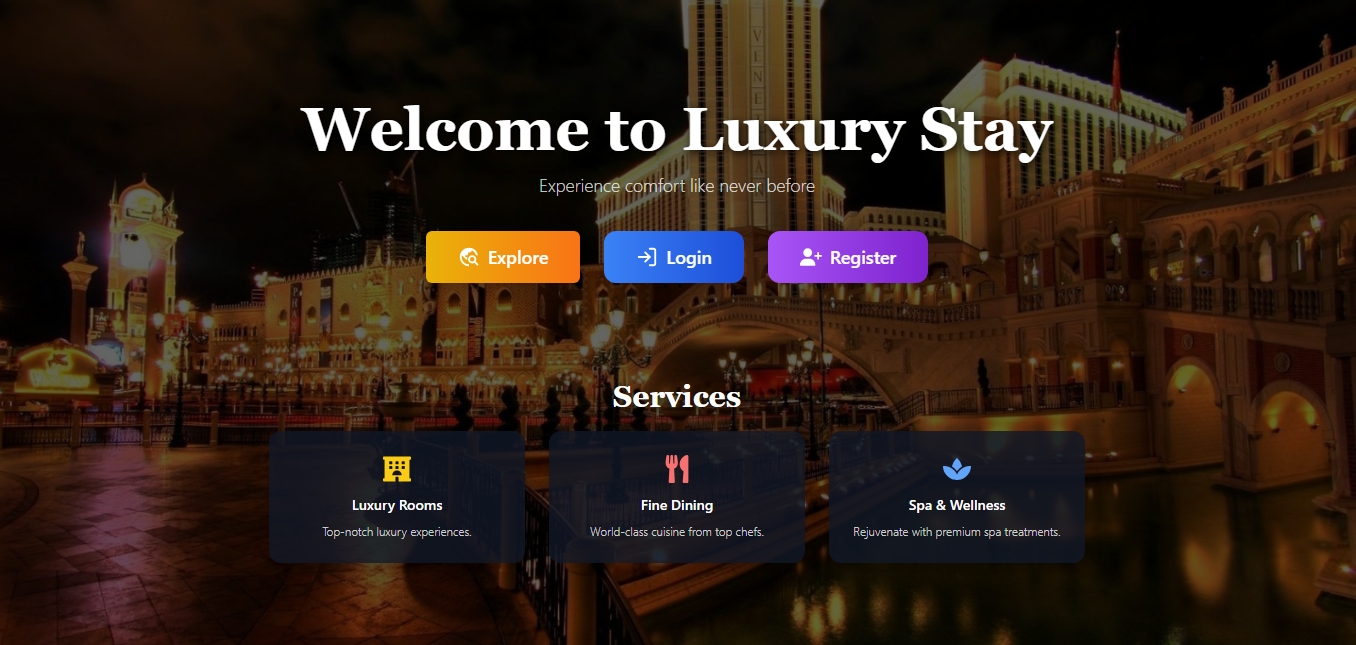 VENE
Welcome to Luxury Stay
Experience comfort like never before
Explore
Login
Register
Services
Luxury Rooms
Fine Dining
Spa & Wellness
Top-notch luxury experiences.
World-class cuisine from top chefs.
Rejuvenate with premium spa treatments.